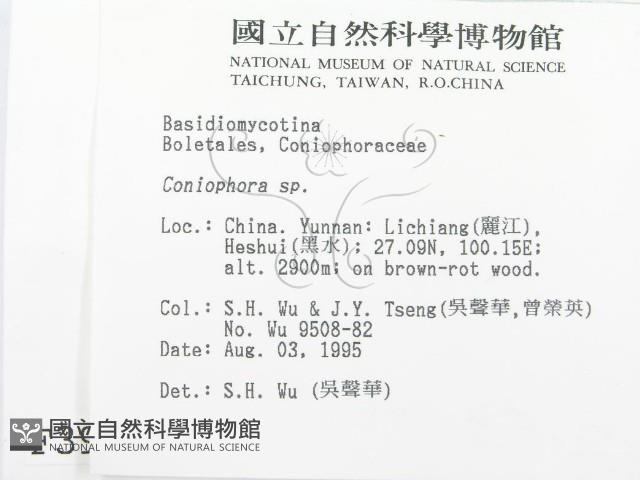 國立自然科學博物館
NATIONAL MUSEUM OF NATURAL SCIENCE
TAICHUNG, TAIWAN, R.O.CHINA
Basidiomycotina
Boletales, Coniophoraceae
Coniophora sp.
Loc.: China. Yunnan: Lichiang(麗江),
Heshui(黑水); 27.09N, 100.15E;
alt. 2900m; on brown-rot wood.
Col.: S.H. Wu & J.Y. Tseng(吳聲華,曾榮英)
No. Wu 9508-82
Date: Aug. 03, 1995
Det.: S.H. Wu (吳聲華)
國立自然科學博物館
NATIONAL MUSEUM OF NATURAL SCIENCE